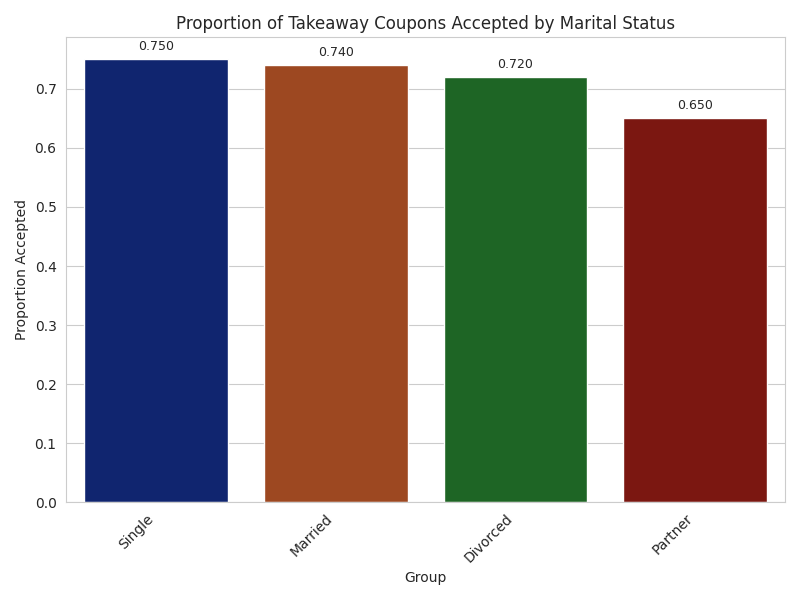 Proportion of Takeaway Coupons Accepted by Marital Status
0.750
0.740
0.720
0.650
Proportion Accepted
0.7
0.6
0.5
0.4
0.3
0.2
0.1
0.0
Single
Married
Divorced
Partner
Group